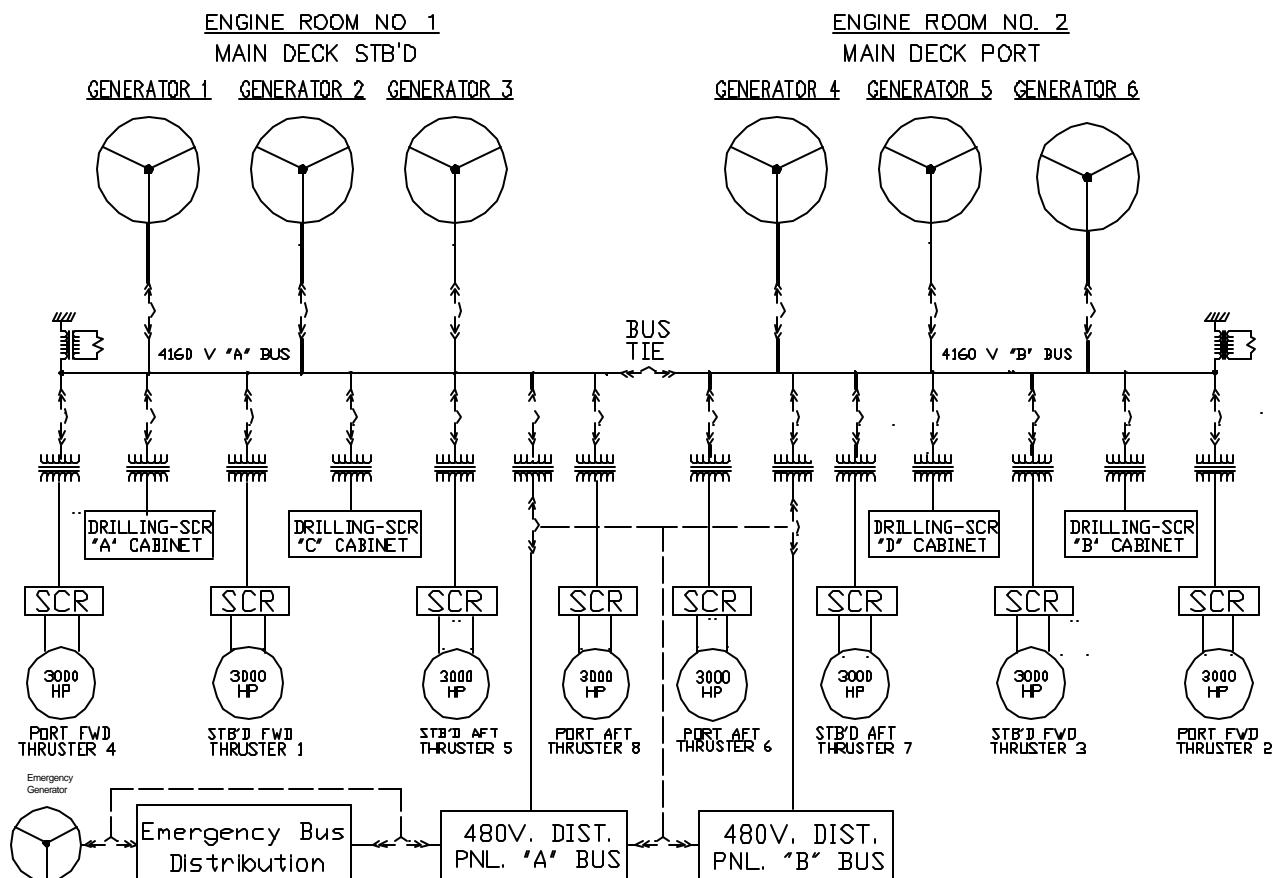 ENGINE ROOM NO 1
MAIN DECK STB'D
GENERATOR 1
GENERATOR 2
GENERATOR 3
ENGINE ROOM NO. 2
MAIN DECK PORT
GENERATOR 4
GENERATOR 5
GENERATOR 6
4160 V "A" BUS
BUS
TIE
4160 V "B" BUS
DRILLING-SCR
"A" CABINET
DRILLING-SCR
"C" CABINET
DRILLING-SCR
"D" CABINET
DRILLING-SCR
"B" CABINET
SCR
SCR
SCR
SCR
SCR
SCR
SCR
SCR
3000
HP
3000
HP
3000
HP
3000
HP
3000
HP
3000
HP
3000
HP
3000
HP
PORT FWD
THRUSTER 4
STB'D FWD
THRUSTER 1
STB'D AFT
THRUSTER 5
PORT AFT
THRUSTER 8
PORT AFT
THRUSTER 6
STB'D AFT
THRUSTER 7
STB'D FWD
THRUSTER 3
PORT FWD
THRUSTER 2
Emergency
Generator
Emergency Bus
Distribution
480V. DIST.
PNL. "A" BUS
480V. DIST.
PNL. "B" BUS